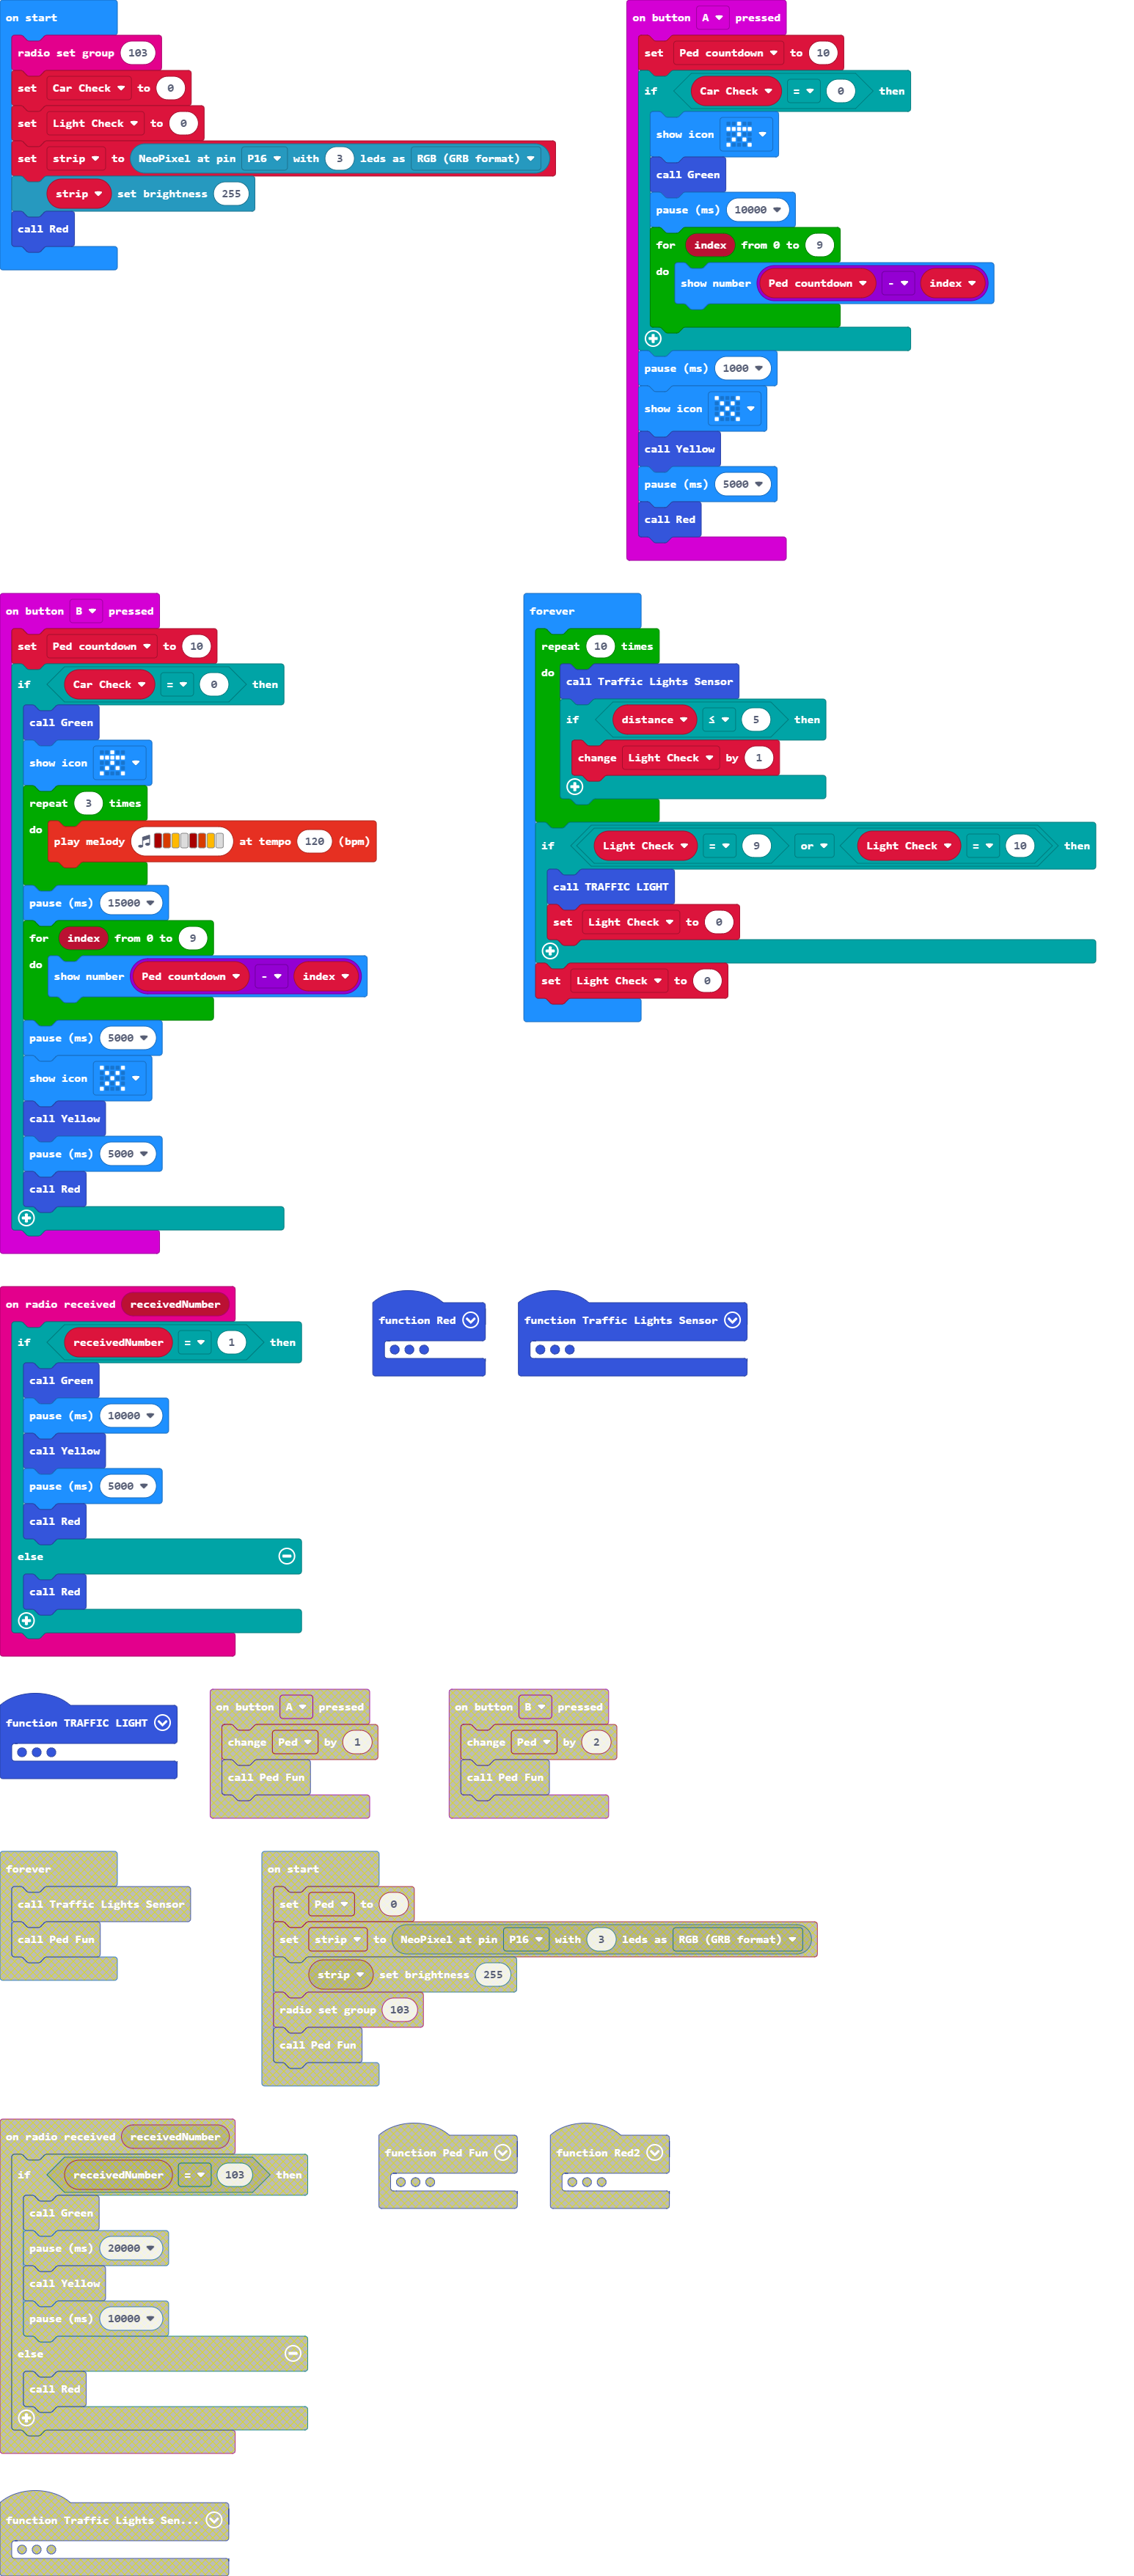 on start
radio set group 103
set Car Check to 0
set Light Check to 0
set strip to NeoPixel at pin P16 with 3 leds as RGB (GRB format)
strip set brightness 255
call Red
on button A pressed
set Ped countdown to 10
if Car Check = 0 then
show icon
call Green
pause (ms) 10000
for index from 0 to 9
do show number Ped countdown - index
pause (ms) 1000
show icon
call Yellow
pause (ms) 5000
call Red
on button B pressed
set Ped countdown to 10
if Car Check = 0 then
call Green
show icon
repeat 3 times
do play melody at tempo 120 (bpm)
pause (ms) 15000
for index from 0 to 9
do show number Ped countdown - index
pause (ms) 5000
show icon
call Yellow
pause (ms) 5000
call Red
forever
repeat 10 times
do call Traffic Lights Sensor
if distance ≤ 5 then
change Light Check by 1
if Light Check = 9 or Light Check = 10 then
call TRAFFIC LIGHT
set Light Check to 0
set Light Check to 0
on radio received receivedNumber
if receivedNumber = 1 then
call Green
pause (ms) 10000
call Yellow
pause (ms) 5000
call Red
else
call Red
function Red
function Traffic Lights Sensor
function TRAFFIC LIGHT
on button A pressed
change Ped by 1
call Ped Fun
on button B pressed
change Ped by 2
call Ped Fun
forever
call Traffic Lights Sensor
call Ped Fun
on start
set Ped to 0
set strip to NeoPixel at pin P16 with 3 leds as RGB (GRB format)
strip set brightness 255
radio set group 103
call Ped Fun
on radio received receivedNumber
if receivedNumber = 103 then
call Green
pause (ms) 20000
call Yellow
pause (ms) 10000
else
call Red
function Ped Fun
function Red2
function Traffic Lights Sen...